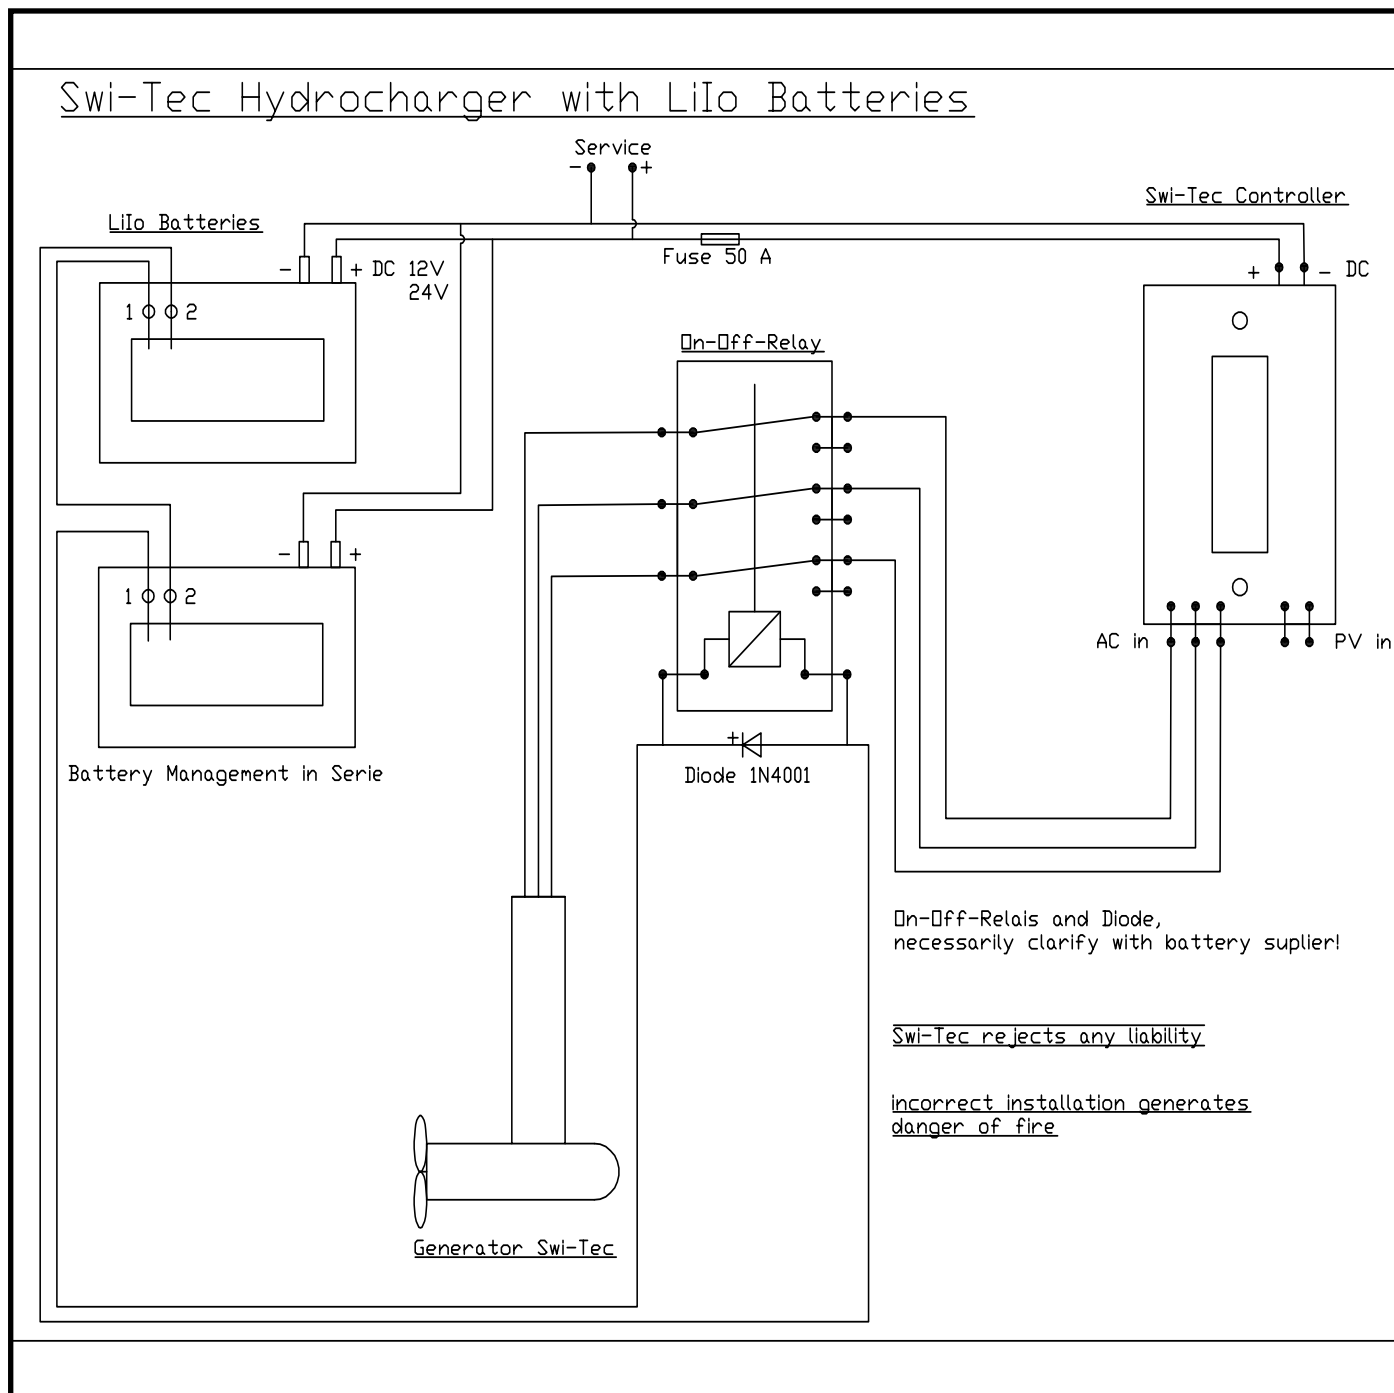 Swi-Tec Hydrocharger with LiIo Batteries
Service
- +
Swi-Tec Controller
LiIo Batteries
Fuse 50 A
- + DC 12V
24V
+ - DC
1 2
On-Off-Relay
- +
1 2
AC in
PV in
+
Battery Management in Serie
Diode 1N4001
On-Off-Relais and Diode,
necessarily clarify with battery suplier!
Swi-Tec rejects any liability
incorrect installation generates
danger of fire
Generator Swi-Tec